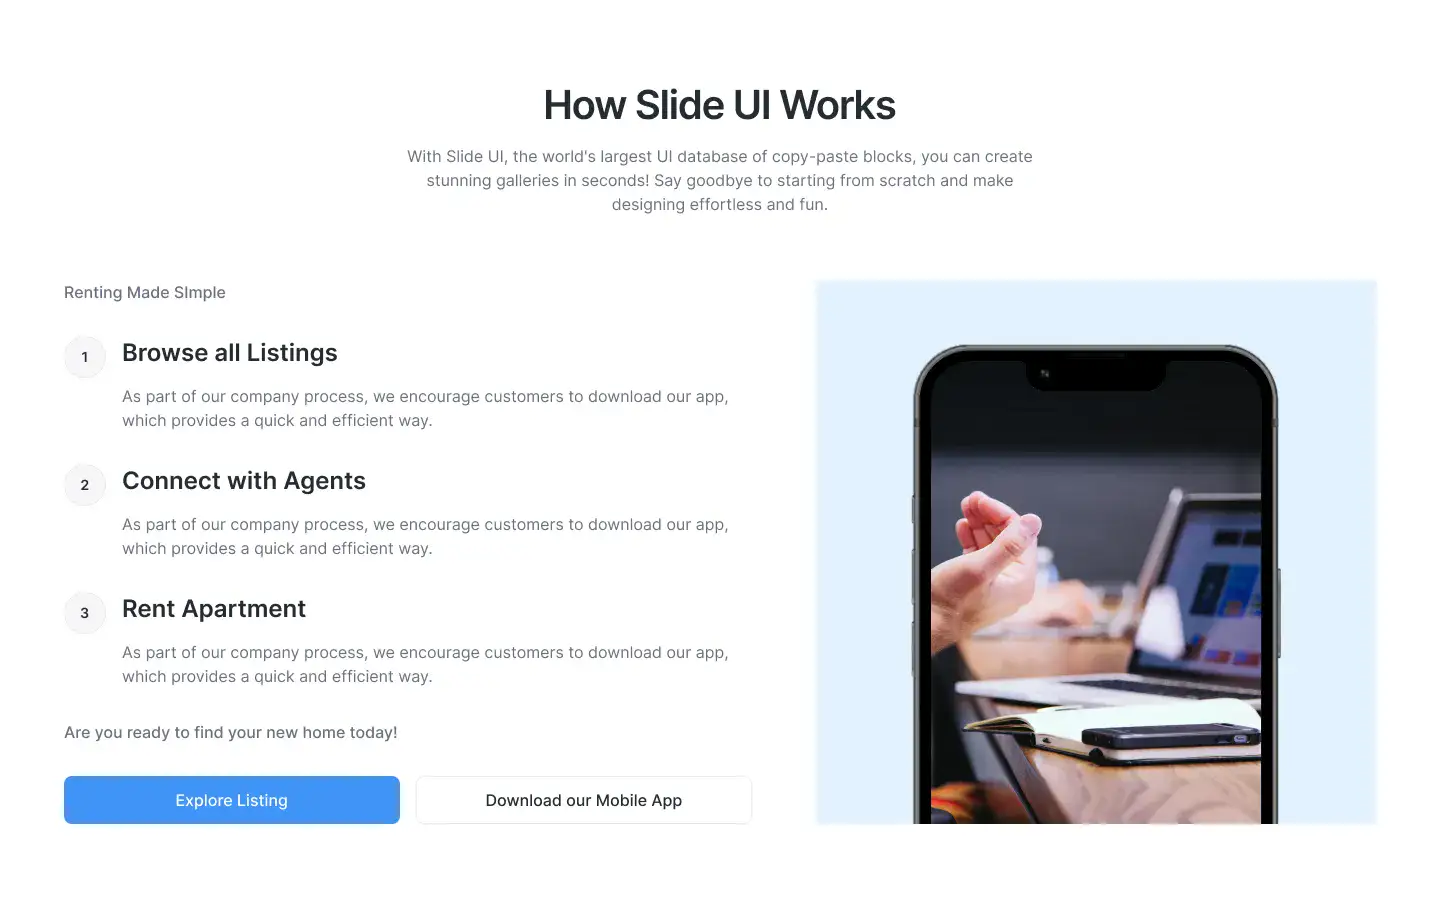 How Slide UI Works
With Slide UI, the world's largest UI database of copy-paste blocks, you can create
stunning galleries in seconds! Say goodbye to starting from scratch and make
designing effortless and fun.
Renting Made SImple
1
Browse all Listings
As part of our company process, we encourage customers to download our app,
which provides a quick and efficient way.
2
Connect with Agents
As part of our company process, we encourage customers to download our app,
which provides a quick and efficient way.
3
Rent Apartment
As part of our company process, we encourage customers to download our app,
which provides a quick and efficient way.
Are you ready to find your new home today!
Explore Listing
Download our Mobile App